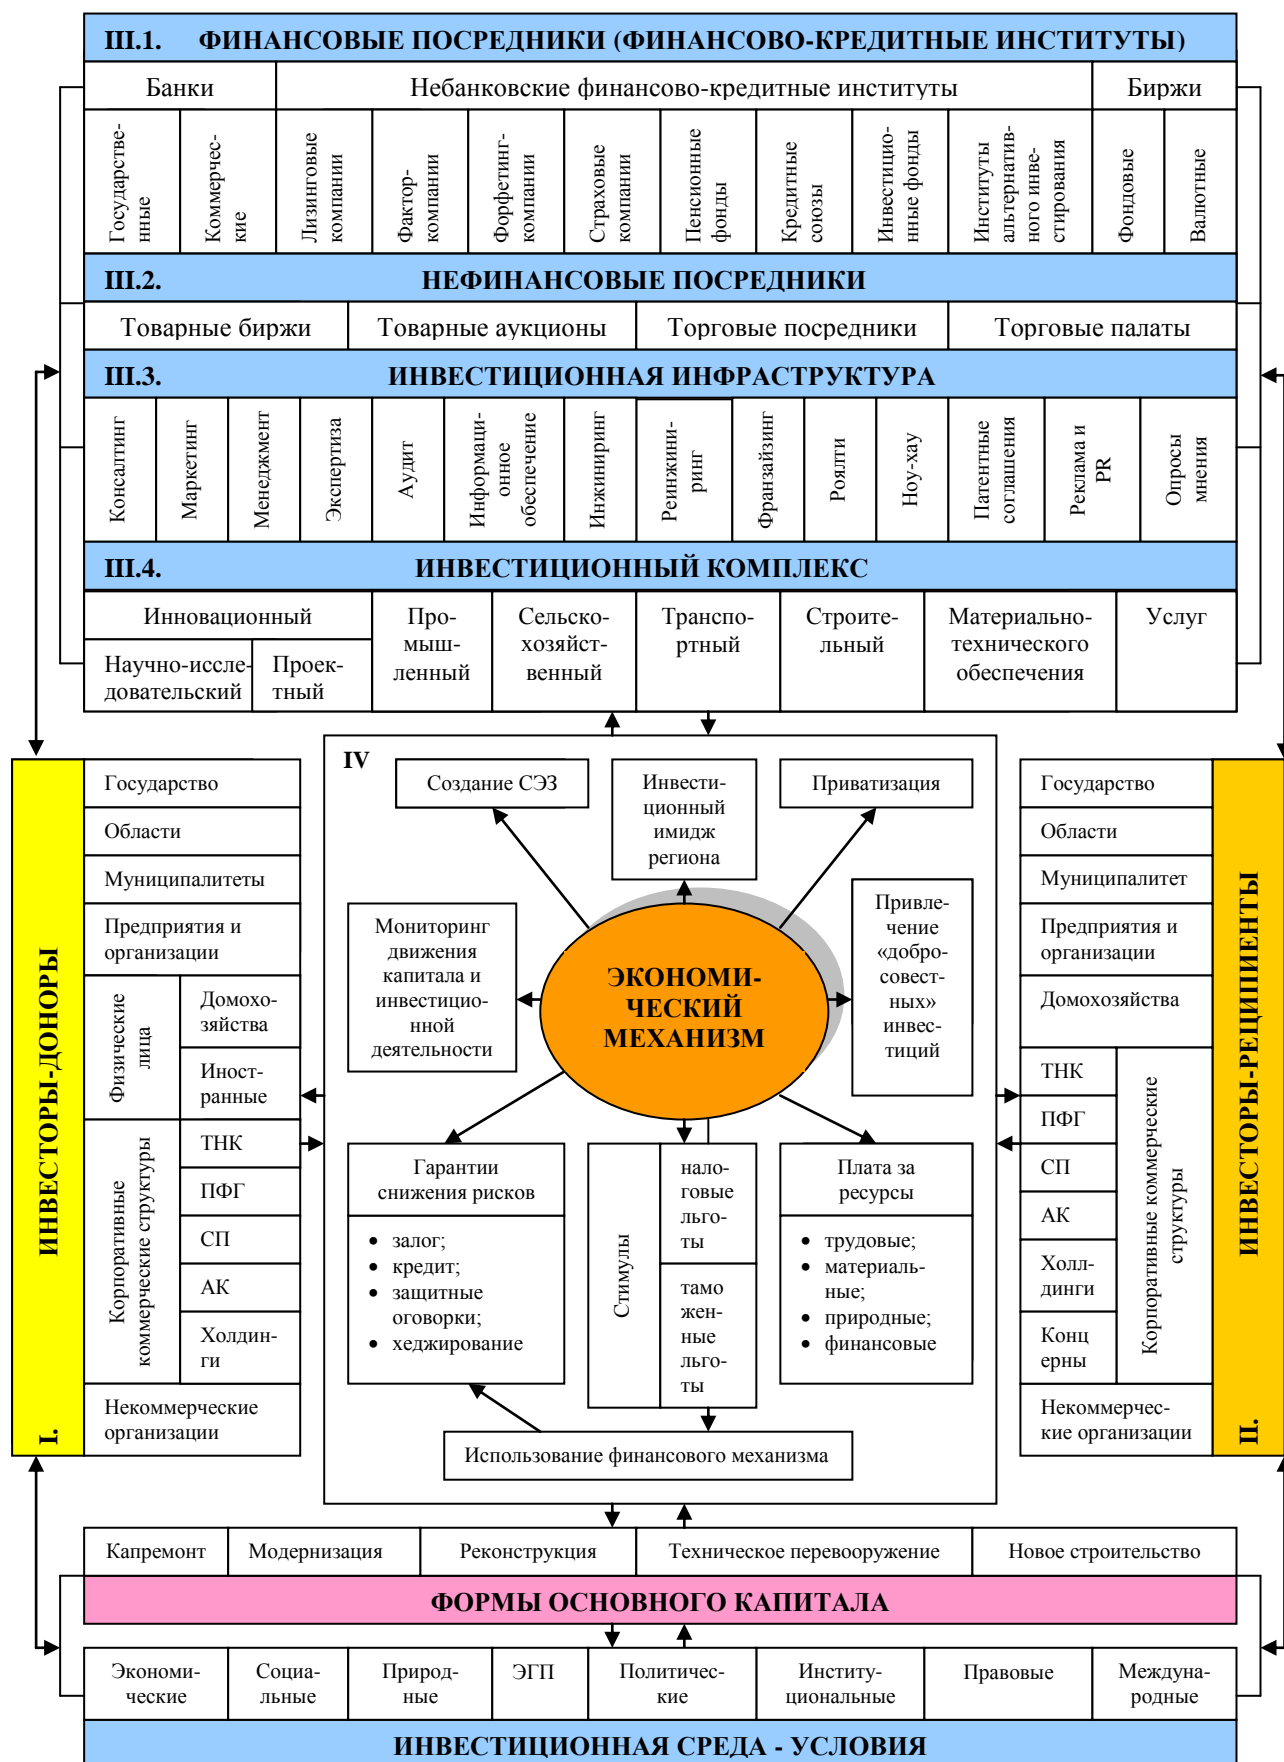 III.1. ФИНАНСОВЫЕ ПОСРЕДНИКИ (ФИНАНСОВО-КРЕДИТНЫЕ ИНСТИТУТЫ)
Банки
Небанковские финансово-кредитные институты
Биржи
Государстве-
нные
Коммерчес-
кие
Лизинговые
компании
Фактор-
компании
Форфетинг-
компании
Страховые
компании
Пенсионные
фонды
Кредитные
союзы
Инвестицио-
нные фонды
Институты
альтернатив-
ного инве-
стирования
Фондовые
Валютные
III.2. НЕФИНАНСОВЫЕ ПОСРЕДНИКИ
Товарные биржи
Товарные аукционы
Торговые посредники
Торговые палаты
III.3. ИНВЕСТИЦИОННАЯ ИНФРАСТРУКТУРА
Консалтинг
Маркетинг
Менеджмент
Экспертиза
Аудит
Информаци-
онное
обеспечение
Инжиниринг
Реинжини-
ринг
Франзайзинг
Роялти
Ноу-хау
Патентные
соглашения
Реклама и
PR
Опросы
мнения
III.4. ИНВЕСТИЦИОННЫЙ КОМПЛЕКС
Инновационный
Научно-иссле-
довательский
Проек-
тный
Про-
мыш-
ленный
Сельско-
хозяйст-
венный
Транспо-
ртный
Строите-
льный
Материально-
технического
обеспечения
Услуг
I. ИНВЕСТОРЫ-ДОНОРЫ
Государство
Области
Муниципалитеты
Предприятия и
организации
Физические
лица
Домохо-
зяйства
Иност-
ранные
Корпоративные
коммерческие структуры
ТНК
ПФГ
СП
АК
Холдин-
ги
Некоммерческие
организации
IV
Создание СЭЗ
Инвести-
ционный
имидж
региона
Приватизация
Мониторинг
движения
капитала и
инвестицио-
нной
деятельности
ЭКОНОМИ-
ЧЕСКИЙ
МЕХАНИЗМ
Привле-
чение
«добро-
совест-
ных»
инвес-
тиций
Гарантии
снижения рисков
• залог;
• кредит;
• защитные
оговорки;
• хеджирование
Стимулы
нало-
говые
льго-
ты
тамо
жен-
ные
льго-
ты
Плата за
ресурсы
• трудовые;
• материаль-
ные;
• природные;
• финансовые
Использование финансового механизма
Государство
Области
Муниципалитет
Предприятия и
организации
Домохозяйства
ТНК
ПФГ
СП
АК
Холл-
динги
Конц
ерны
Корпоративные коммерческие
структуры
Некоммерчес-
кие организации
II. ИНВЕСТОРЫ-РЕЦИПИЕНТЫ
Капремонт
Модернизация
Реконструкция
Техническое перевооружение
Новое строительство
ФОРМЫ ОСНОВНОГО КАПИТАЛА
Экономи-
ческие
Социа-
льные
Природ-
ные
ЭГП
Политичес-
кие
Институ-
циональные
Правовые
Междуна-
родные
ИНВЕСТИЦИОННАЯ СРЕДА - УСЛОВИЯ